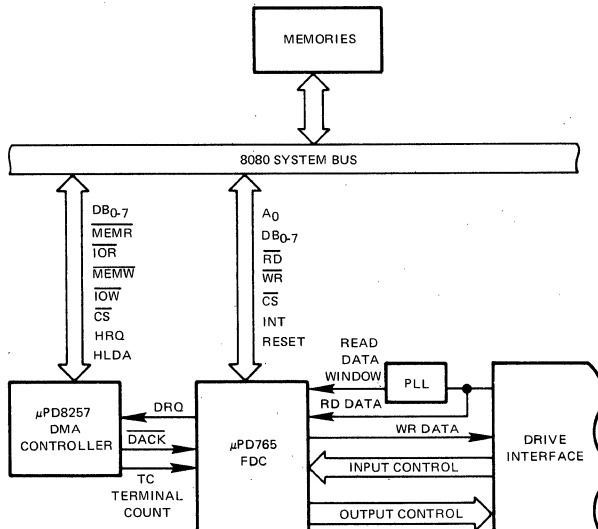 MEMORIES
8080 SYSTEM BUS
DB0-7
MEMR
IOR
MEMW
IOW
CS
HRQ
HLDA
A0
DB0-7
RD
WR
CS
INT
RESET
READ
DATA
WINDOW
PLL
RD DATA
WR DATA
INPUT CONTROL
OUTPUT CONTROL
DRIVE
INTERFACE
µPD8257
DMA
CONTROLLER
DRQ
DACK
TC
TERMINAL
COUNT
µPD765
FDC